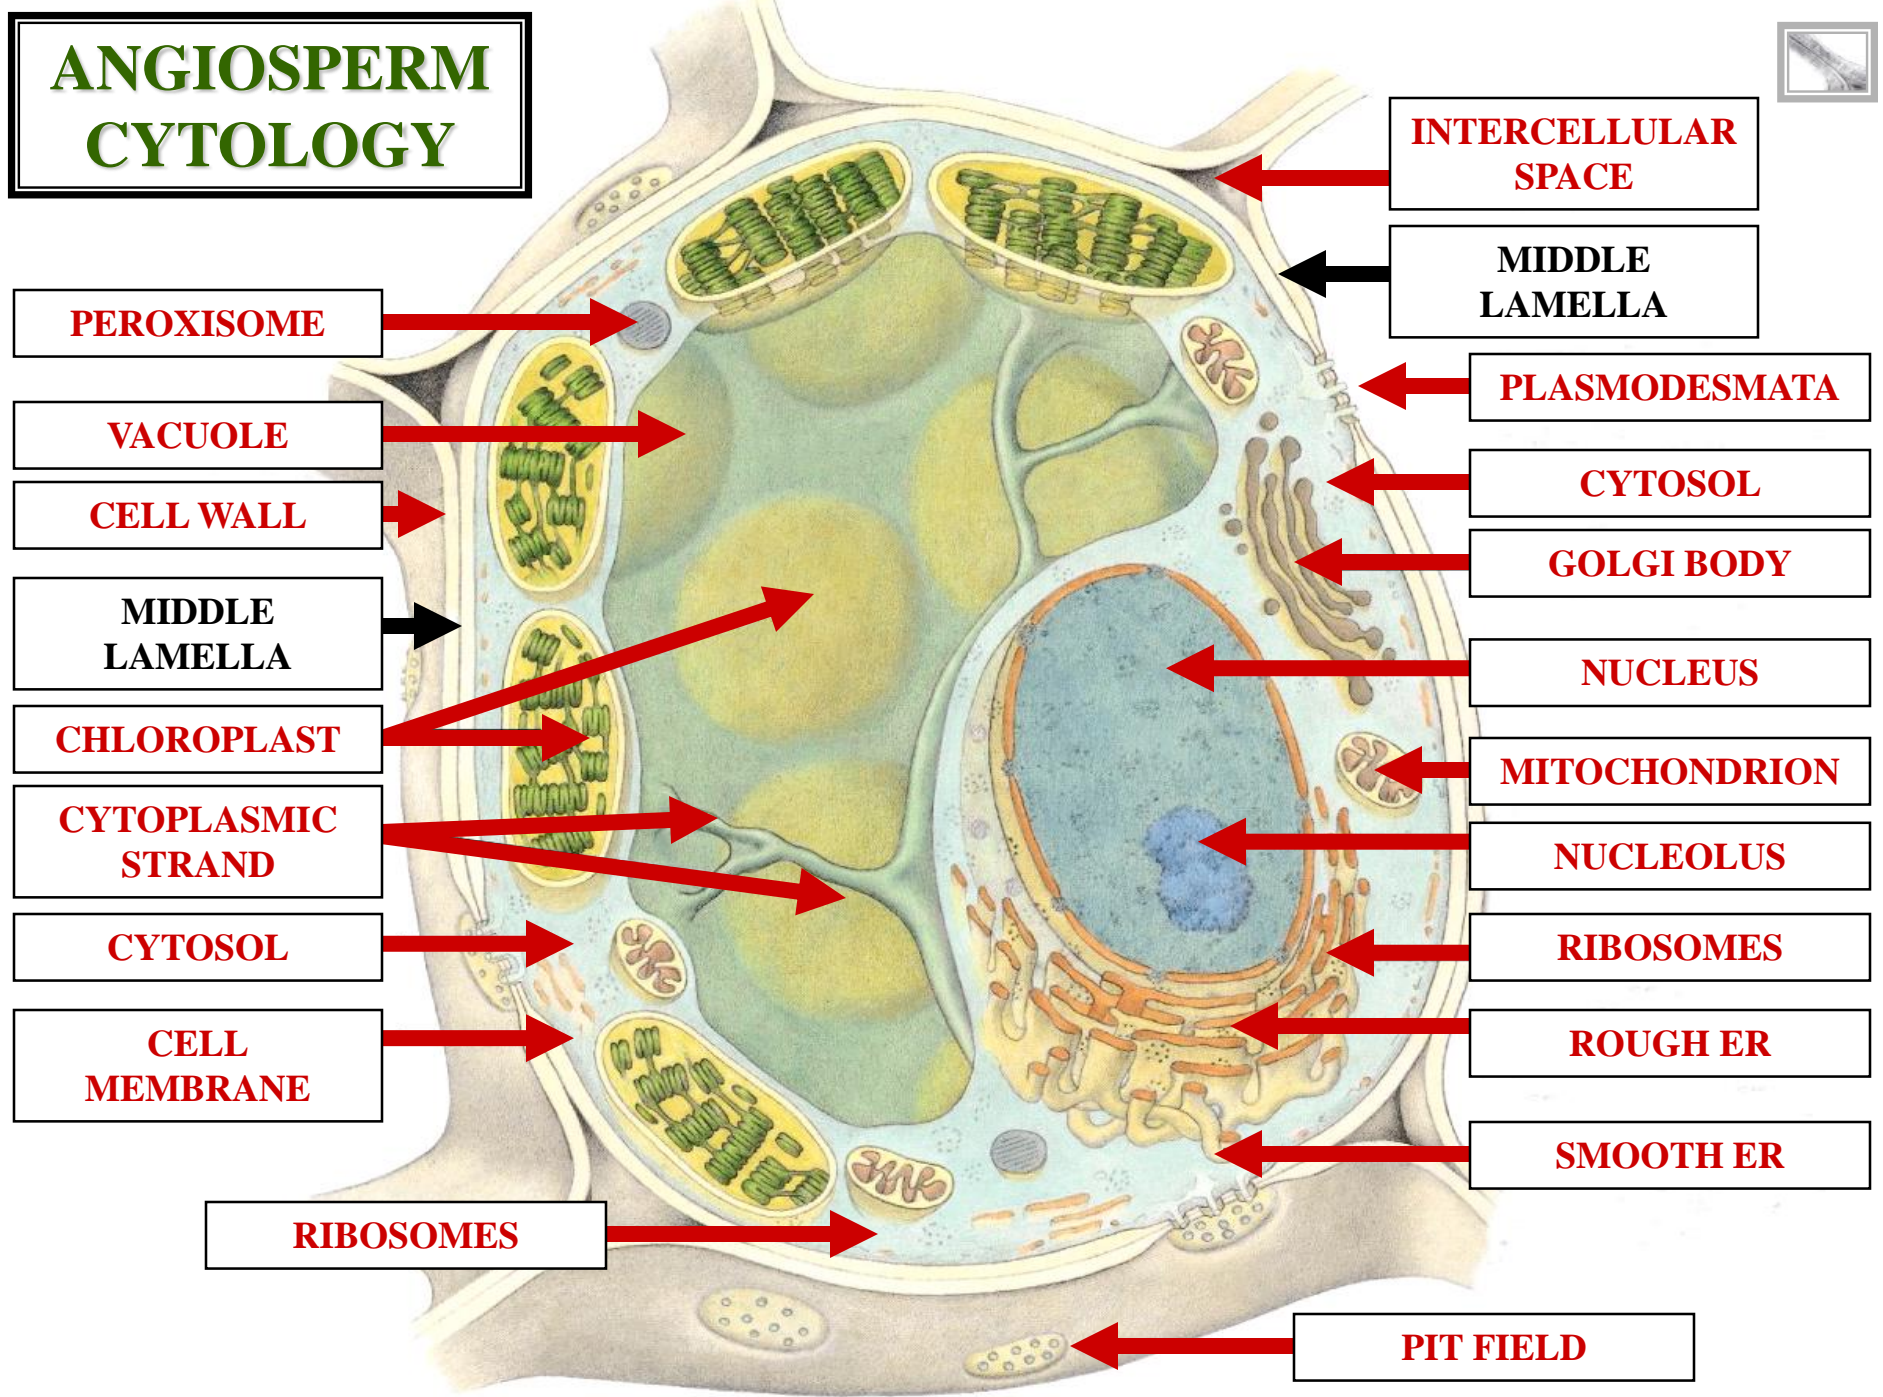 ANGIOSPERM
CYTOLOGY
PEROXISOME
VACUOLE
CELL WALL
MIDDLE
LAMELLA
CHLOROPLAST
CYTOPLASMIC
STRAND
CYTOSOL
CELL
MEMBRANE
RIBOSOMES
INTERCELLULAR
SPACE
MIDDLE
LAMELLA
PLASMODESMATA
CYTOSOL
GOLGI BODY
NUCLEUS
MITOCHONDRION
NUCLEOLUS
RIBOSOMES
ROUGH ER
SMOOTH ER
PIT FIELD